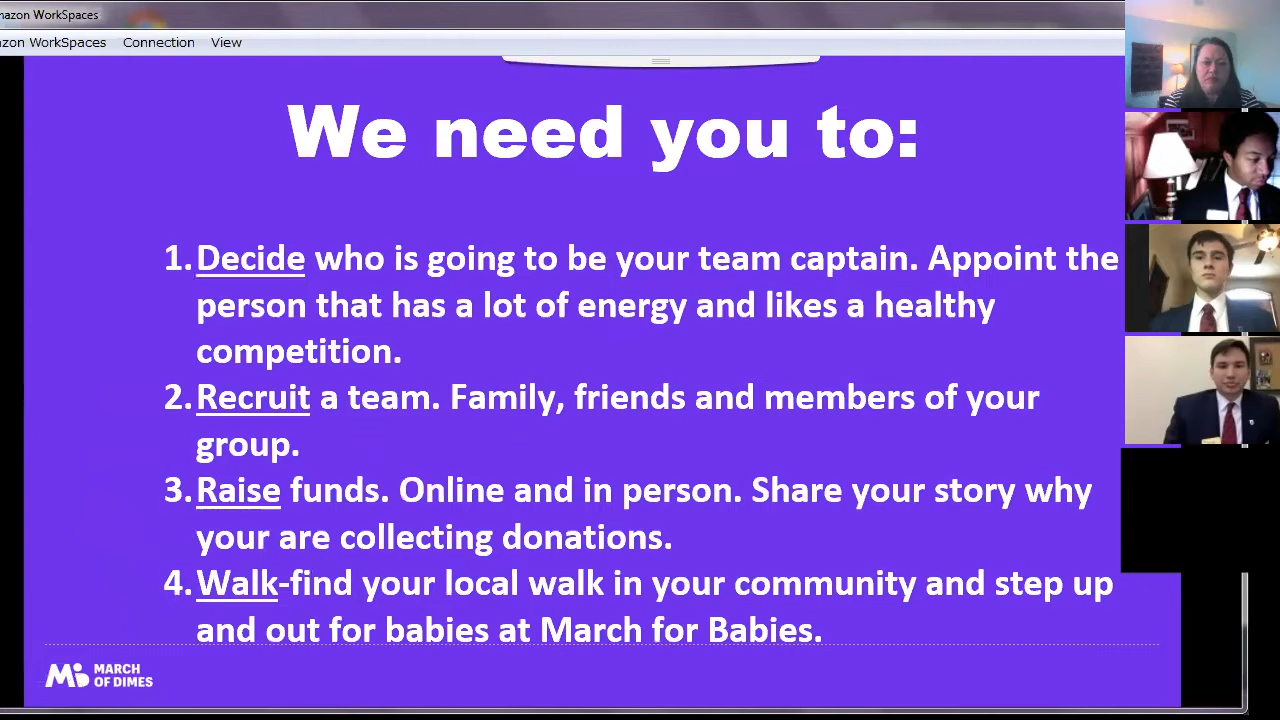 mazon WorkSpaces
azon WorkSpaces Connection View
We need you to:
1. Decide who is going to be your team captain. Appoint the
person that has a lot of energy and likes a healthy
competition.
2. Recruit a team. Family, friends and members of your
group.
3. Raise funds. Online and in person. Share your story why
your are collecting donations.
4. Walk-find your local walk in your community and step up
and out for babies at March for Babies.
MARCH
OF DIMES